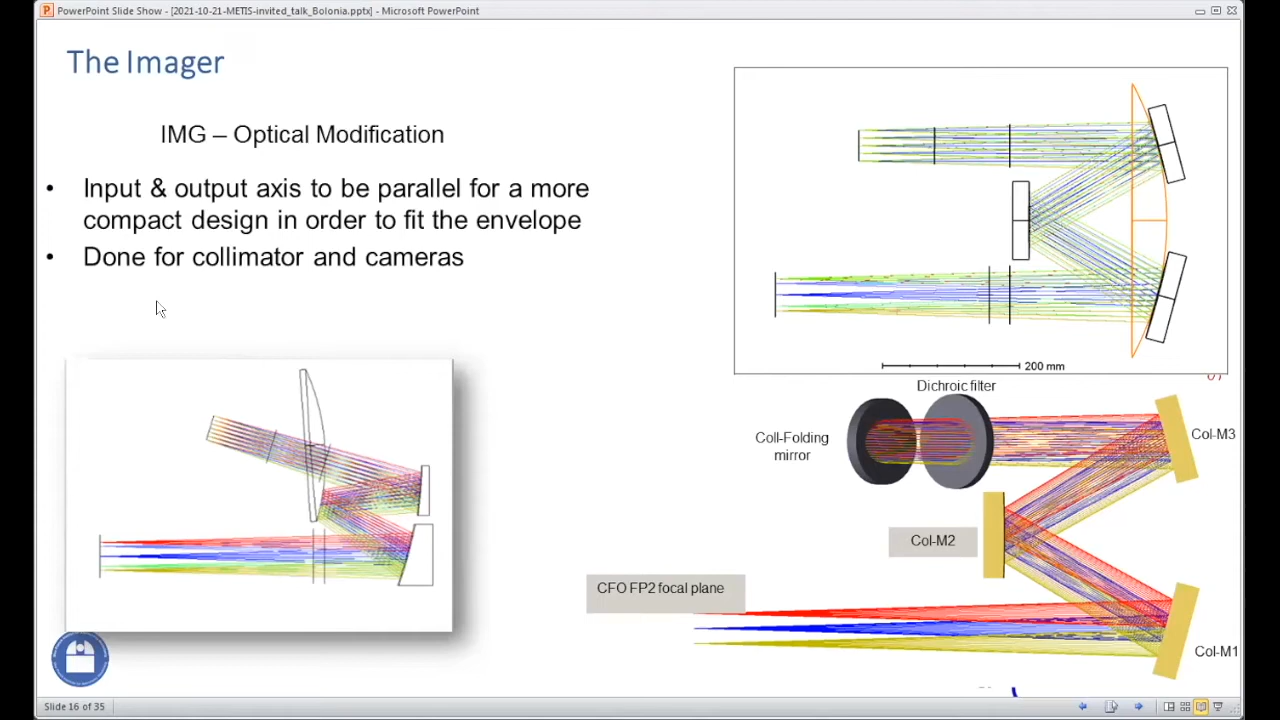 PowerPoint Slide Show - [2021-10-21-METIS-invited_talk_Bolonia.pptx] - Microsoft PowerPoint
The Imager
IMG – Optical Modification
• Input & output axis to be parallel for a more
compact design in order to fit the envelope
• Done for collimator and cameras
200 mm
Dichroic filter
Coll-Folding
mirror
Col-M3
Col-M2
CFO FP2 focal plane
Col-M1
Slide 16 of 35